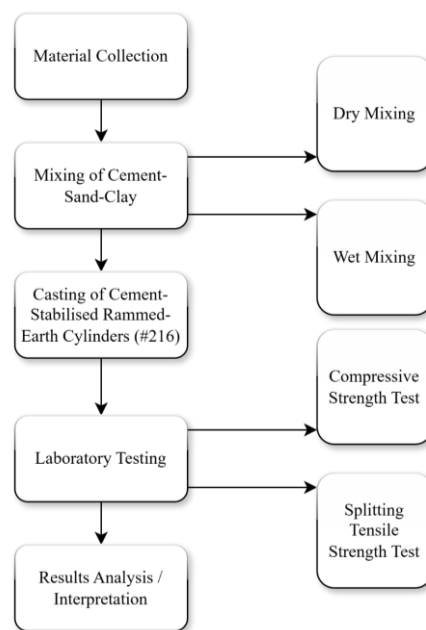 Material Collection
Dry Mixing
Mixing of Cement-
Sand-Clay
Wet Mixing
Casting of Cement-
Stabilised Rammed-
Earth Cylinders (#216)
Compressive
Strength Test
Laboratory Testing
Splitting
Tensile
Strength Test
Results Analysis /
Interpretation